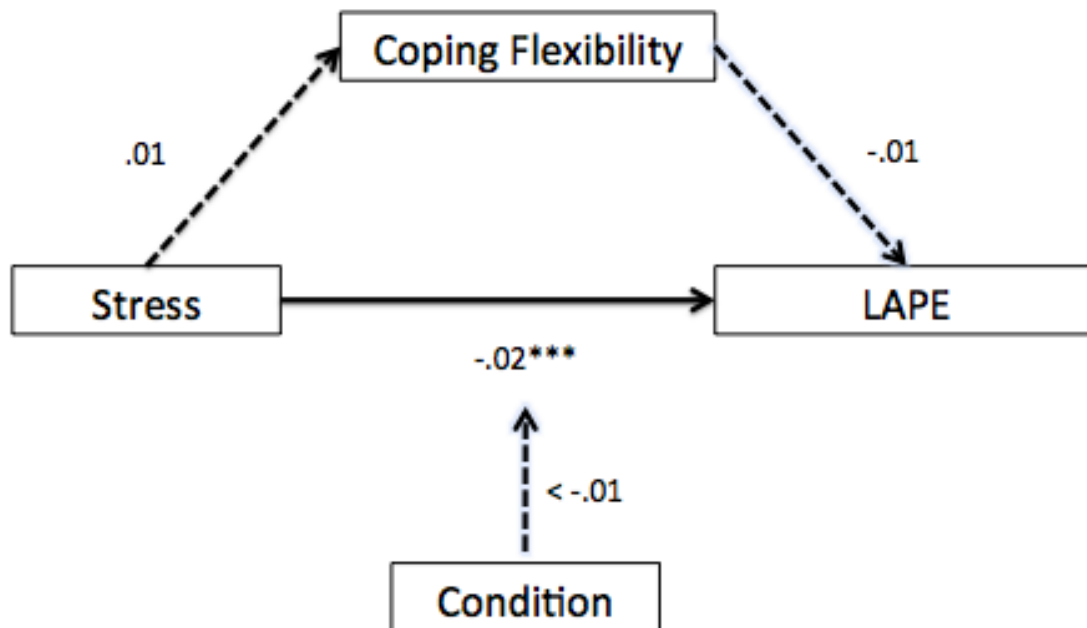 Coping Flexibility
.01
-.01
Stress
LAPE
-.02***
< -.01
Condition